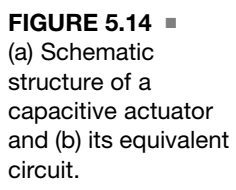 FIGURE 5.14 ■
(a) Schematic
structure of a
capacitive actuator
and (b) its equivalent
circuit.